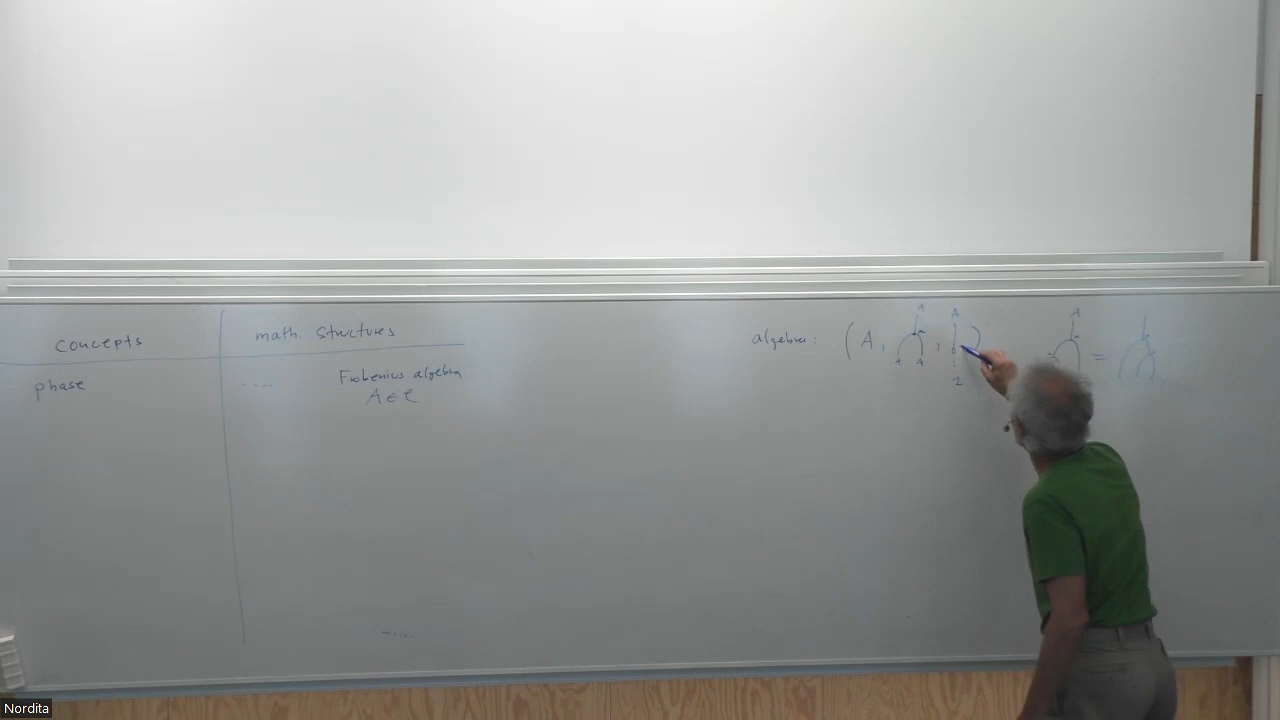 concepts
math. structures
phase
.... Frobenius algebra
A ∈ C
algebra: (A, A A A, A 1)
A =
Nordita